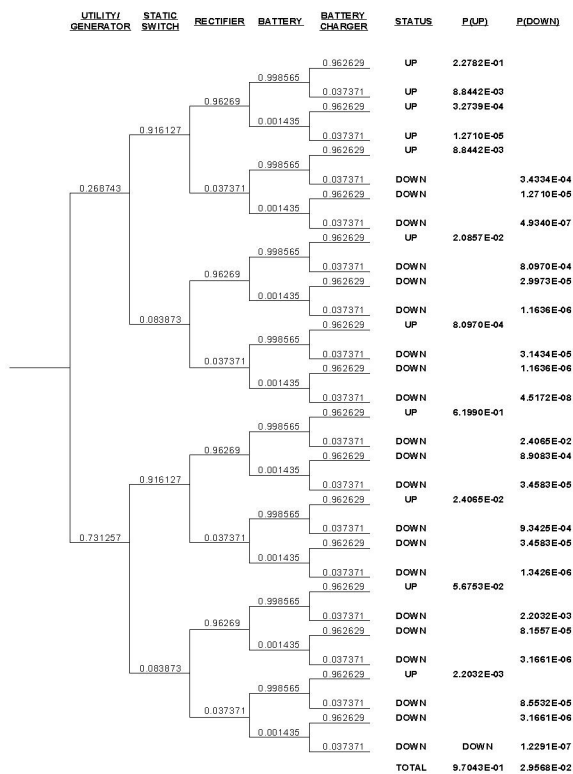 UTILITY/ GENERATOR STATIC SWITCH RECTIFIER BATTERY BATTERY CHARGER STATUS P(UP) P(DOWN)
0.962629 UP 2.2782E-01
0.998565
0.037371 UP 8.8442E-03
0.96269
0.962629 UP 3.2739E-04
0.001435
0.916127
0.037371 UP 1.2710E-05
0.962629 UP 8.8442E-03
0.998565
0.037371 DOWN 3.4334E-04
0.268743 0.037371
0.962629 DOWN 1.2710E-05
0.001435
0.037371 DOWN 4.9340E-07
0.962629 UP 2.0857E-02
0.998565
0.037371 DOWN 8.0970E-04
0.96269
0.962629 DOWN 2.9973E-05
0.001435
0.083873
0.037371 DOWN 1.1636E-06
0.962629 UP 8.0970E-04
0.998565
0.037371 DOWN 3.1434E-05
0.037371
0.962629 DOWN 1.1636E-06
0.001435
0.037371 DOWN 4.5172E-08
0.962629 UP 6.1990E-01
0.998565
0.037371 DOWN 2.4065E-02
0.96269
0.962629 DOWN 8.9083E-04
0.001435
0.916127
0.037371 DOWN 3.4583E-05
0.962629 UP 2.4065E-02
0.998565
0.037371 DOWN 9.3425E-04
0.731257 0.037371
0.962629 DOWN 3.4583E-05
0.001435
0.037371 DOWN 1.3426E-06
0.962629 UP 5.6753E-02
0.998565
0.037371 DOWN 2.2032E-03
0.96269
0.962629 DOWN 8.1557E-05
0.001435
0.037371 DOWN 3.1661E-06
0.083873
0.962629 UP 2.2032E-03
0.998565
0.037371 DOWN 8.5532E-05
0.037371
0.962629 DOWN 3.1661E-06
0.001435
0.037371 DOWN DOWN 1.2291E-07
TOTAL 9.7043E-01 2.9568E-02